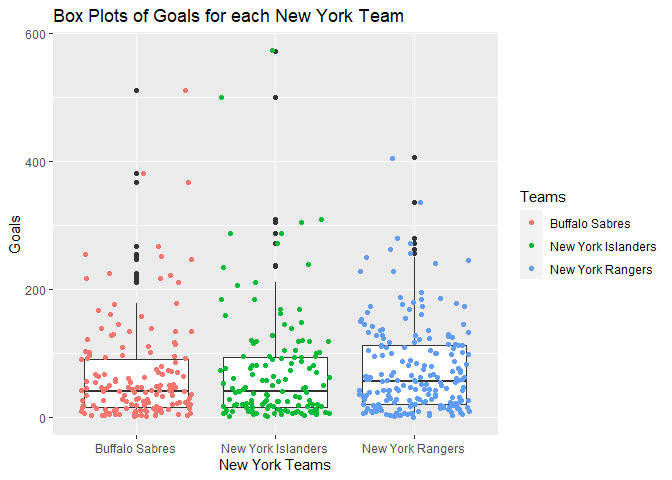 Box Plots of Goals for each New York Team
600
400
200
0
Goals
Buffalo Sabres
New York Islanders
New York Rangers
New York Teams
Teams
Buffalo Sabres
New York Islanders
New York Rangers